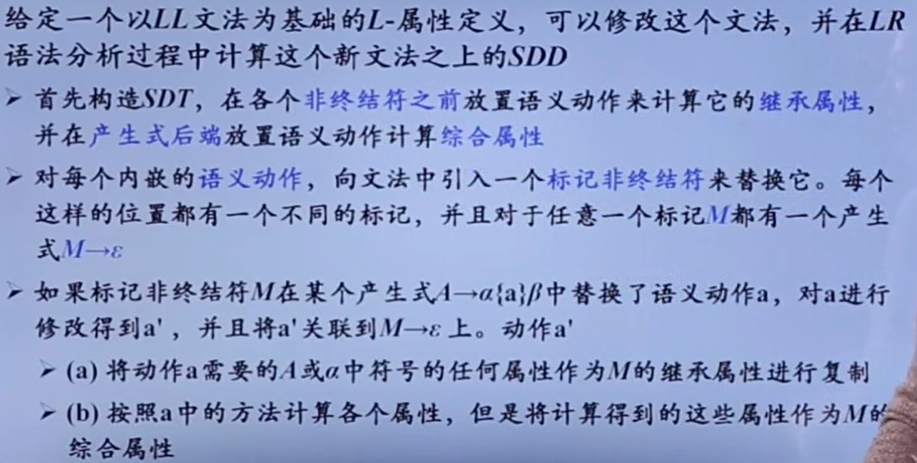 给定一个以LL文法为基础的L-属性定义，可以修改这个文法，并在LR
语法分析过程中计算这个新文法之上的SDD
➢ 首先构造SDT，在各个非终结符之前放置语义动作来计算它的继承属性，
并在产生式后端放置语义动作计算综合属性
➢ 对每个内嵌的语义动作，向文法中引入一个标记非终结符来替换它。每个
这样的位置都有一个不同的标记，并且对于任意一个标记M都有一个产生
式M→ε
➢ 如果标记非终结符M在某个产生式A→α{a}β中替换了语义动作a，对a进行
修改得到a'，并且将a'关联到M→ε 上。动作a'
➢ (a) 将动作a需要的A或α中符号的任何属性作为M的继承属性进行复制
➢ (b) 按照a中的方法计算各个属性，但是将计算得到的这些属性作为M的
综合属性